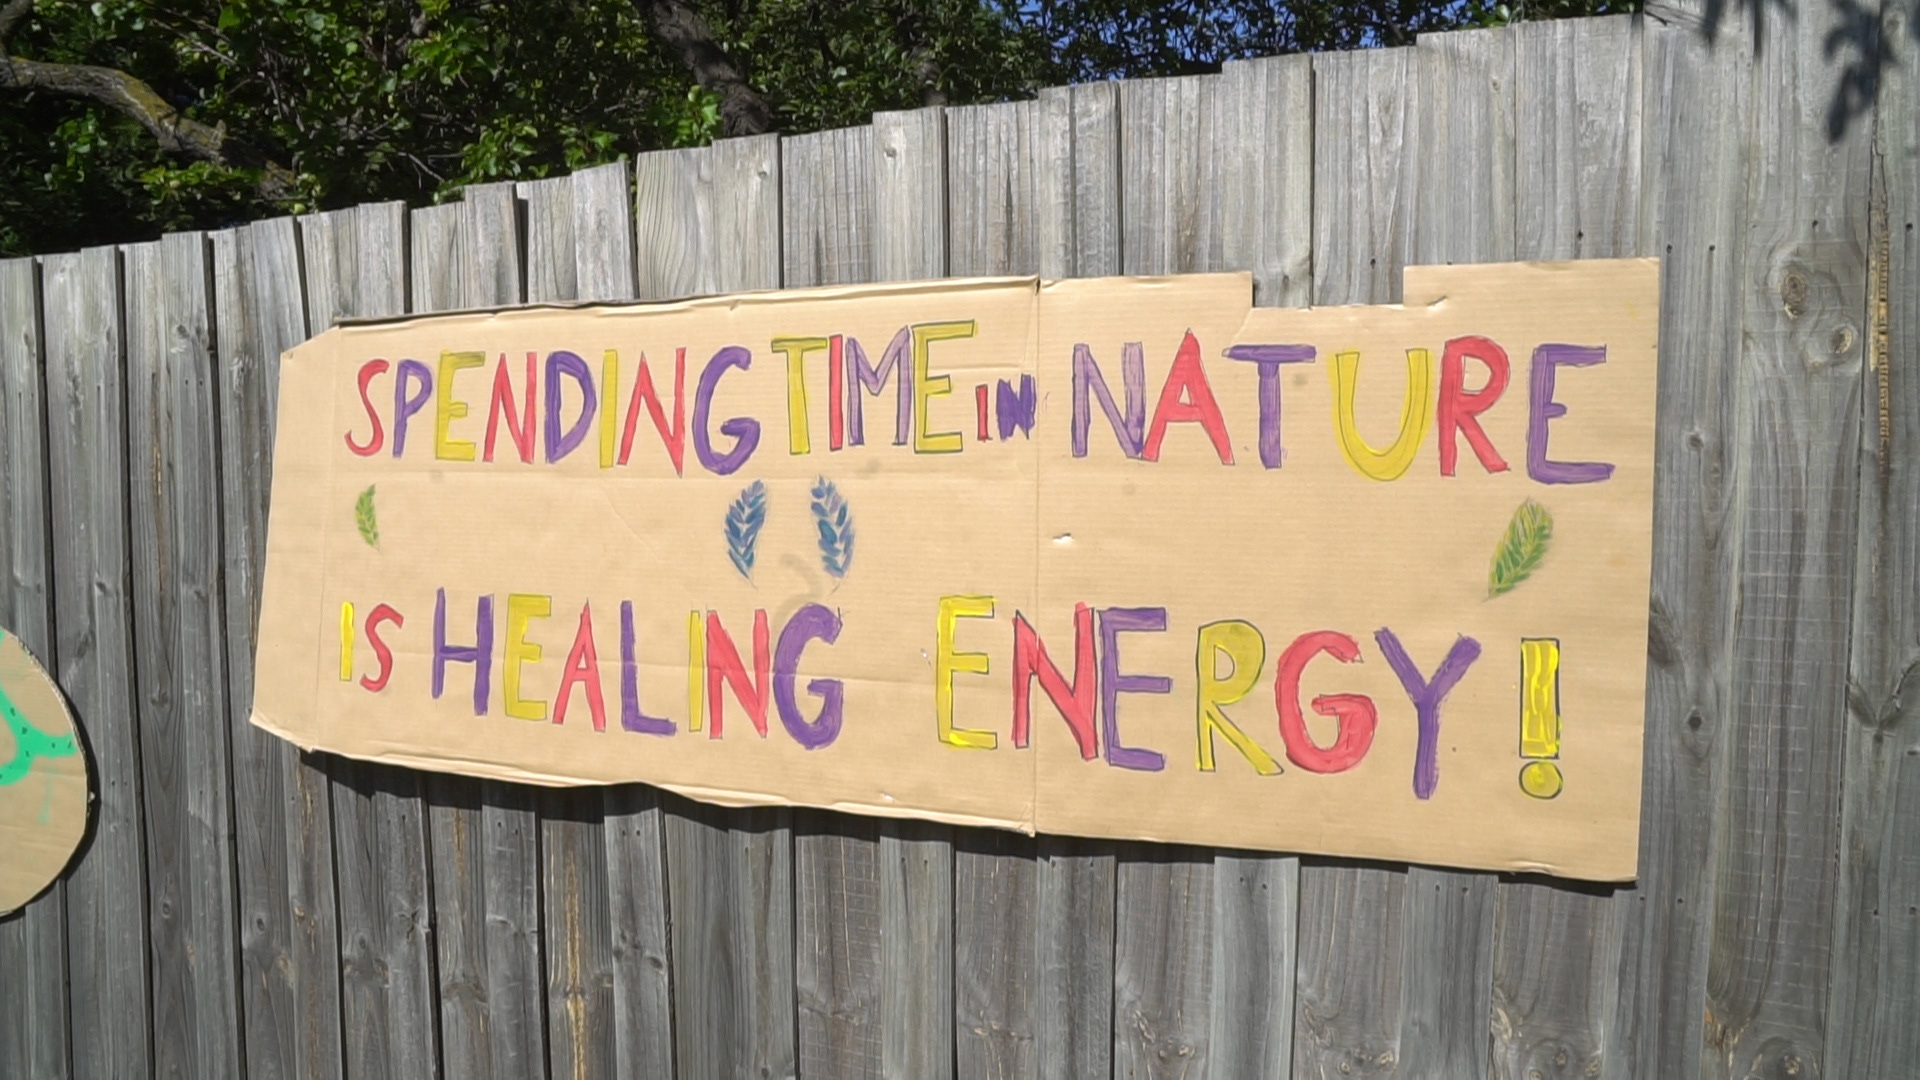 SPENDING TIME IN NATURE
IS HEALING ENERGY!